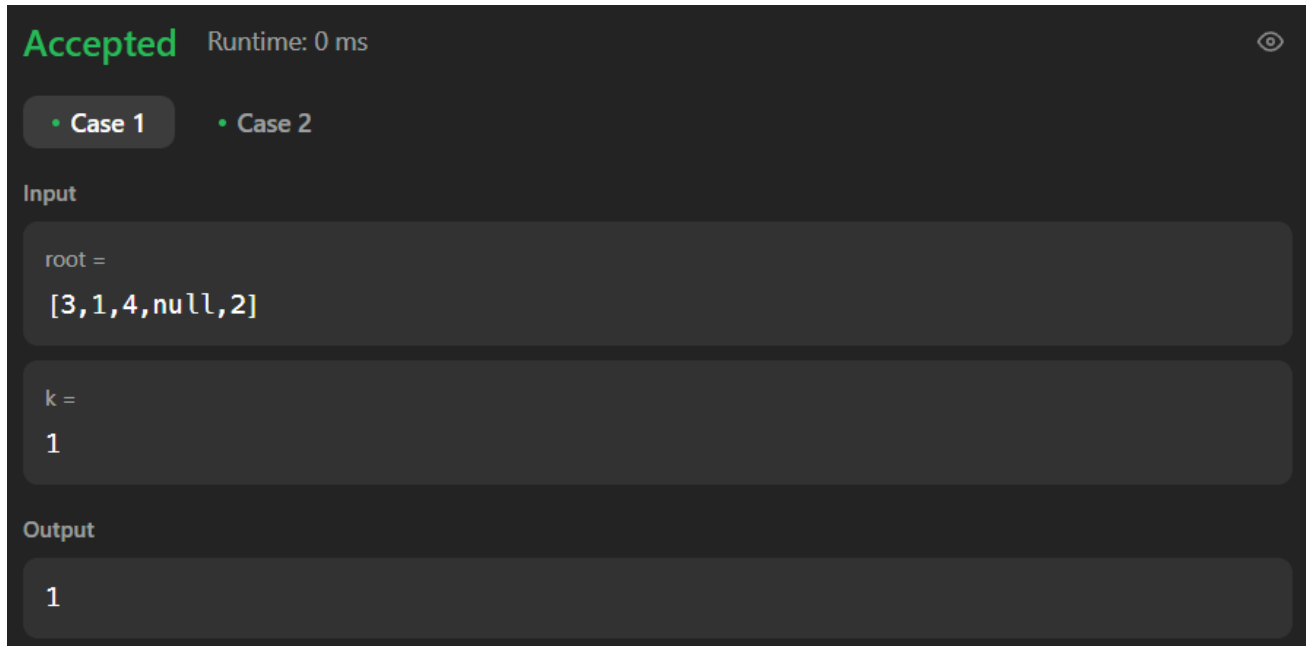 Accepted Runtime: 0 ms
• Case 1 • Case 2
Input
root =
[3,1,4,null,2]
k =
1
Output
1